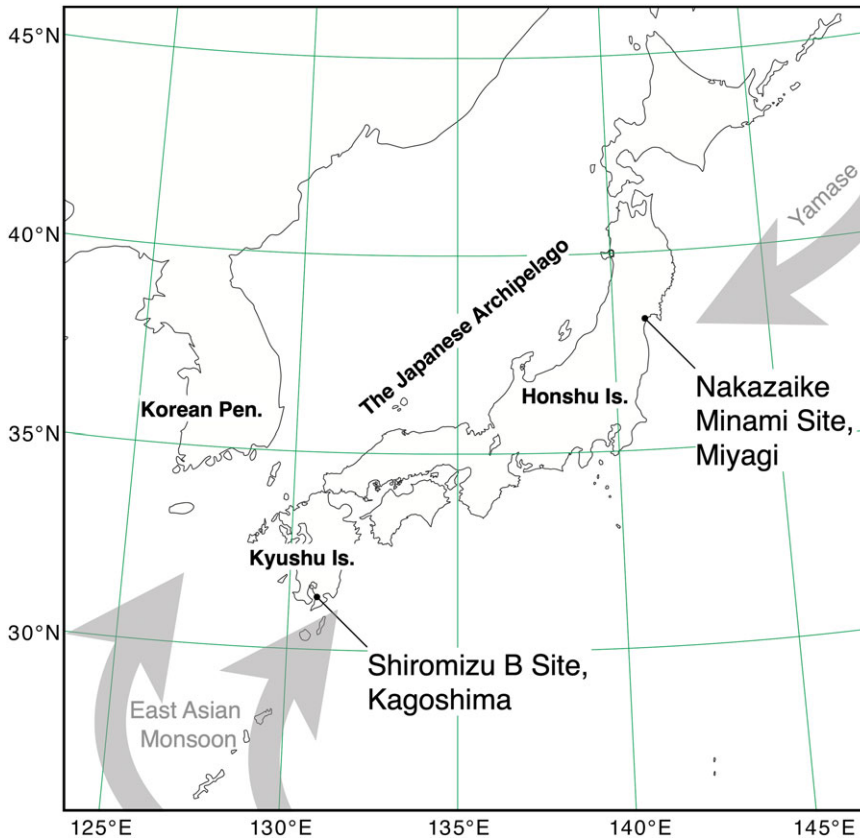 45°N
40°N
35°N
30°N
Yamase
The Japanese Archipelago
Korean Pen.
Honshu Is.
Nakazaike
Minami Site,
Miyagi
Kyushu Is.
Shiromizu B Site,
Kagoshima
East Asian
Monsoon
125°E
130°E
135°E
140°E
145°E